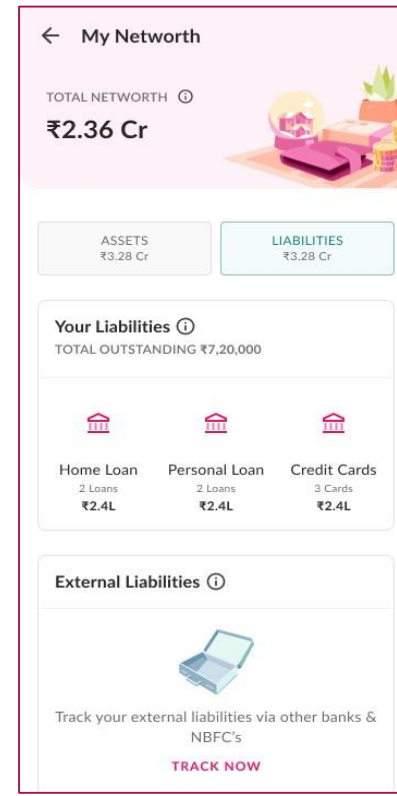 My Networth
TOTAL NETWORTH
₹2.36 Cr
ASSETS
₹3.28 Cr
LIABILITIES
₹3.28 Cr
Your Liabilities
TOTAL OUTSTANDING ₹7,20,000
Home Loan
2 Loans
₹2.4L
Personal Loan
2 Loans
₹2.4L
Credit Cards
3 Cards
₹2.4L
External Liabilities
Track your external liabilities via other banks &
NBFC's
TRACK NOW